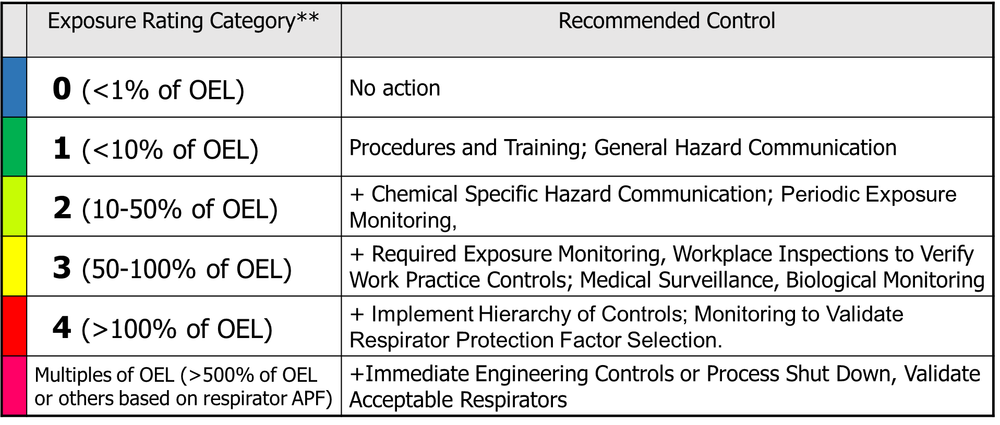 Exposure Rating Category**
Recommended Control
0 (<1% of OEL)
No action
1 (<10% of OEL)
Procedures and Training; General Hazard Communication
2 (10-50% of OEL)
+ Chemical Specific Hazard Communication; Periodic Exposure
Monitoring,
3 (50-100% of OEL)
+ Required Exposure Monitoring, Workplace Inspections to Verify
Work Practice Controls; Medical Surveillance, Biological Monitoring
4 (>100% of OEL)
+ Implement Hierarchy of Controls; Monitoring to Validate
Respirator Protection Factor Selection.
Multiples of OEL (>500% of OEL
or others based on respirator APF)
+Immediate Engineering Controls or Process Shut Down, Validate
Acceptable Respirators